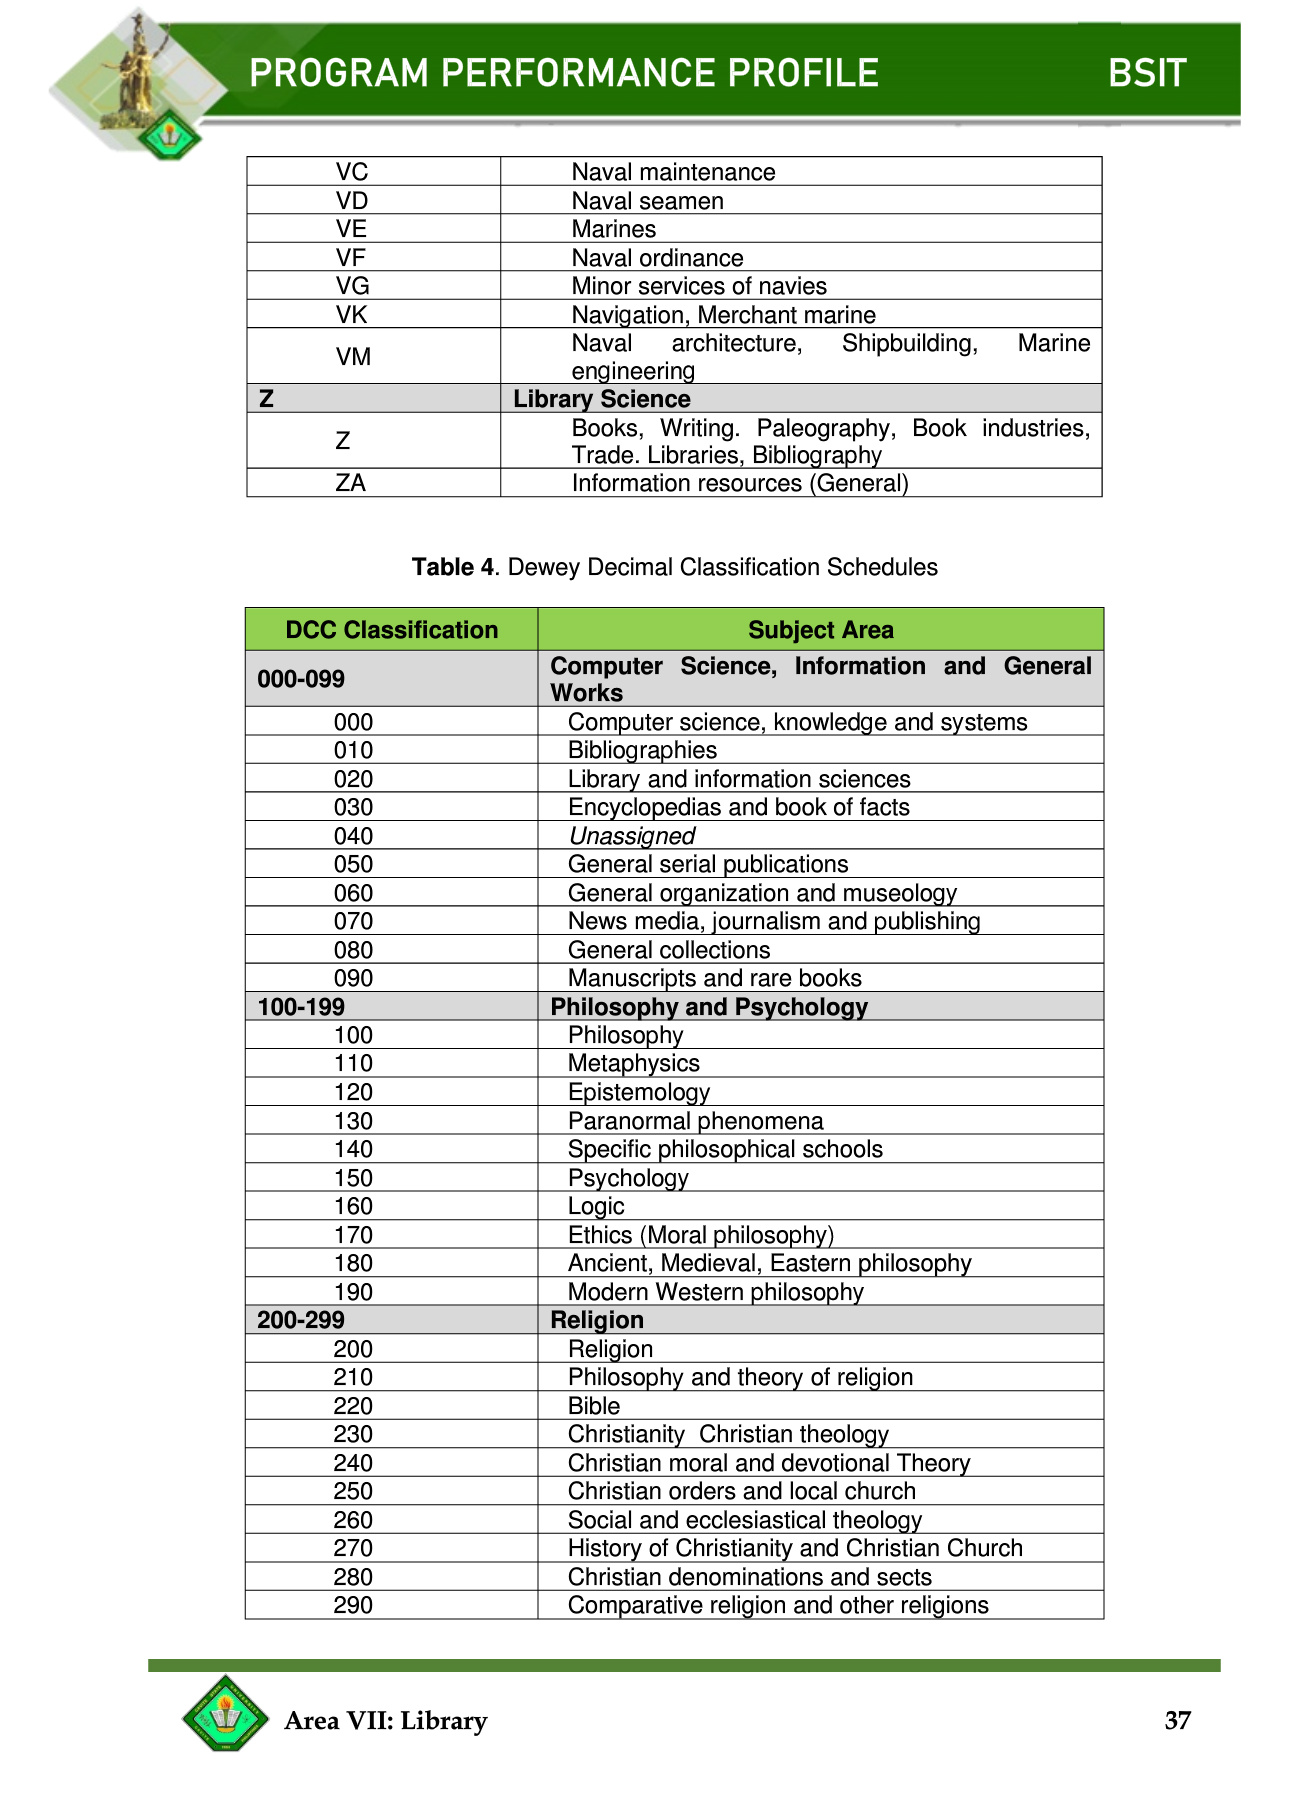 PROGRAM PERFORMANCE PROFILE BSIT
VC Naval maintenance
VD Naval seamen
VE Marines
VF Naval ordinance
VG Minor services of navies
VK Navigation, Merchant marine
VM Naval architecture, Shipbuilding, Marine
engineering
Z Library Science
Z Books, Writing. Paleography, Book industries,
Trade. Libraries, Bibliography
ZA Information resources (General)
Table 4. Dewey Decimal Classification Schedules
DCC Classification Subject Area
000-099 Computer Science, Information and General
Works
000 Computer science, knowledge and systems
010 Bibliographies
020 Library and information sciences
030 Encyclopedias and book of facts
040 Unassigned
050 General serial publications
060 General organization and museology
070 News media, journalism and publishing
080 General collections
090 Manuscripts and rare books
100-199 Philosophy and Psychology
100 Philosophy
110 Metaphysics
120 Epistemology
130 Paranormal phenomena
140 Specific philosophical schools
150 Psychology
160 Logic
170 Ethics (Moral philosophy)
180 Ancient, Medieval, Eastern philosophy
190 Modern Western philosophy
200-299 Religion
200 Religion
210 Philosophy and theory of religion
220 Bible
230 Christianity Christian theology
240 Christian moral and devotional Theory
250 Christian orders and local church
260 Social and ecclesiastical theology
270 History of Christianity and Christian Church
280 Christian denominations and sects
290 Comparative religion and other religions
Area VII: Library 37